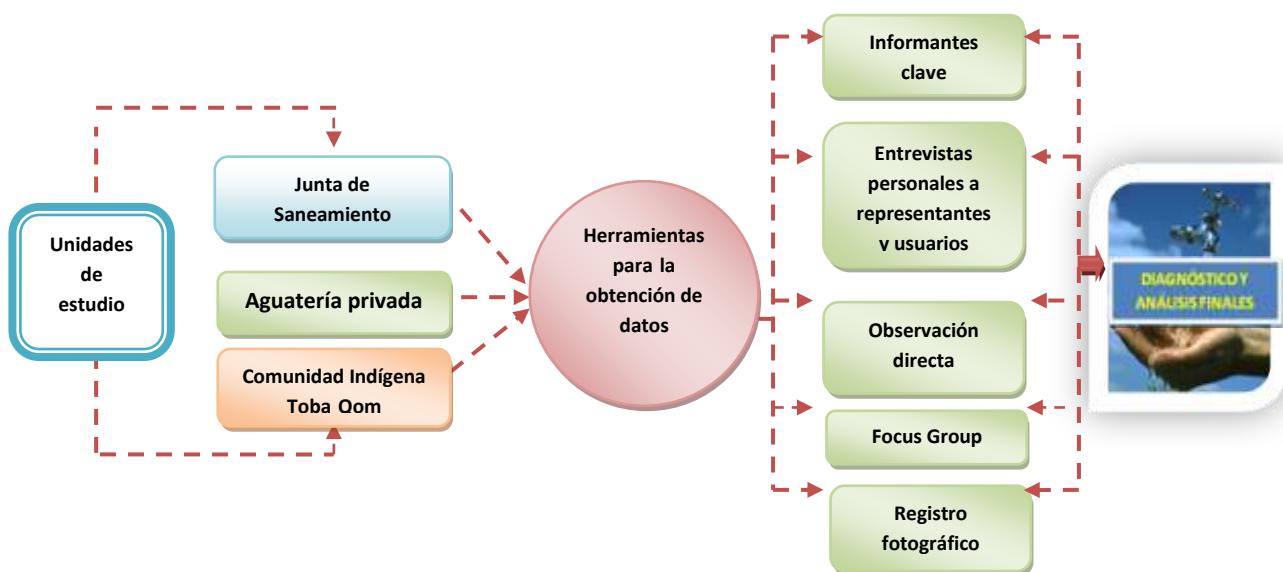 Unidades
de
estudio
Junta de
Saneamiento
Aguatería privada
Comunidad Indígena
Toba Qom
Herramientas
para la
obtención de
datos
Informantes
clave
Entrevistas
personales a
representantes
y usuarios
Observación
directa
Focus Group
Registro
fotográfico
DIAGNÓSTICO Y
ANÁLISIS FINALES